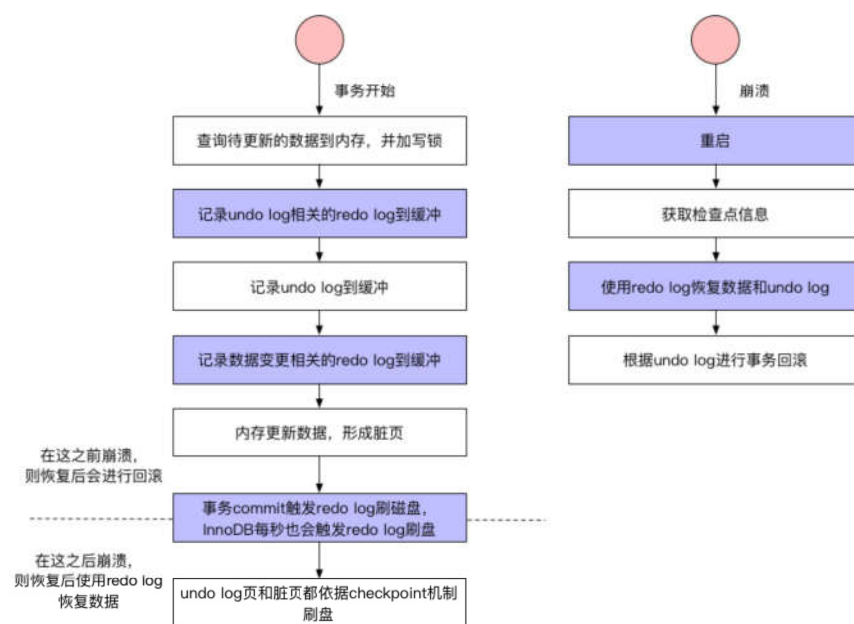 事务开始
查询待更新的数据到内存，并加写锁
记录undo log相关的redo log到缓冲
记录undo log到缓冲
记录数据变更相关的redo log到缓冲
内存更新数据，形成脏页
在这之前崩溃，
则恢复后会进行回滚
事务commit触发redo log刷磁盘，
InnoDB每秒也会触发redo log刷盘
在这之后崩溃，
则恢复后使用redo log
恢复数据
undo log页和脏页都依据checkpoint机制
刷盘
崩溃
重启
获取检查点信息
使用redo log恢复数据和undo log
根据undo log进行事务回滚